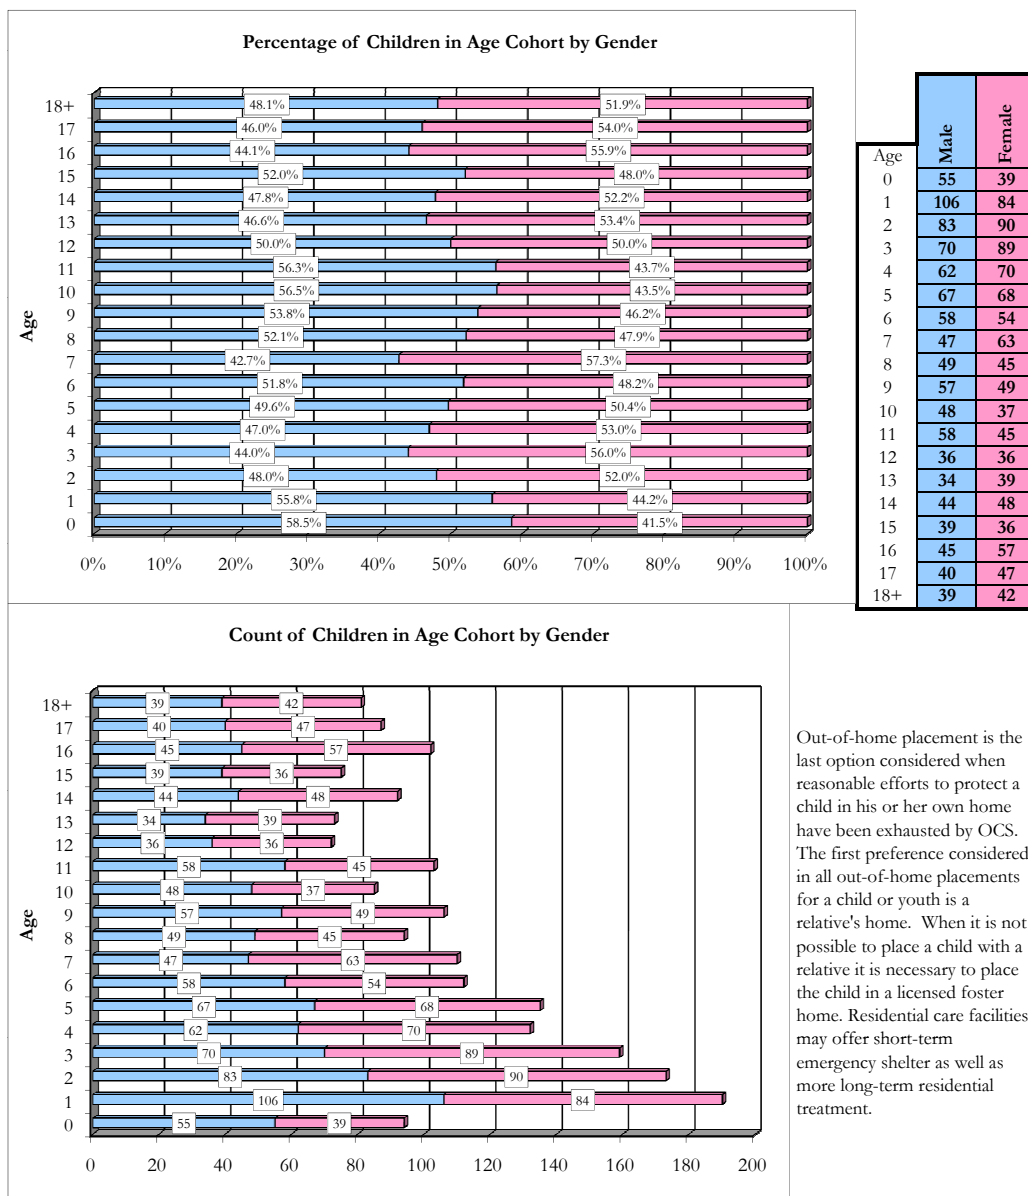 Percentage of Children in Age Cohort by Gender
Age
18+ 48.1% 51.9%
17 46.0% 54.0%
16 44.1% 55.9%
15 52.0% 48.0%
14 47.8% 52.2%
13 46.6% 53.4%
12 50.0% 50.0%
11 56.3% 43.7%
10 56.5% 43.5%
9 53.8% 46.2%
8 52.1% 47.9%
7 42.7% 57.3%
6 51.8% 48.2%
5 49.6% 50.4%
4 47.0% 53.0%
3 44.0% 56.0%
2 48.0% 52.0%
1 55.8% 44.2%
0 58.5% 41.5%
0% 10% 20% 30% 40% 50% 60% 70% 80% 90% 100%
Age Male Female
0 55 39
1 106 84
2 83 90
3 70 89
4 62 70
5 67 68
6 58 54
7 47 63
8 49 45
9 57 49
10 48 37
11 58 45
12 36 36
13 34 39
14 44 48
15 39 36
16 45 57
17 40 47
18+ 39 42
Count of Children in Age Cohort by Gender
Age
18+ 39 42
17 40 47
16 45 57
15 39 36
14 44 48
13 34 39
12 36 36
11 58 45
10 48 37
9 57 49
8 49 45
7 47 63
6 58 54
5 67 68
4 62 70
3 70 89
2 83 90
1 106 84
0 55 39
0 20 40 60 80 100 120 140 160 180 200
Out-of-home placement is the
last option considered when
reasonable efforts to protect a
child in his or her own home
have been exhausted by OCS.
The first preference considered
in all out-of-home placements
for a child or youth is a
relative's home. When it is not
possible to place a child with a
relative it is necessary to place
the child in a licensed foster
home. Residential care facilities
may offer short-term
emergency shelter as well as
more long-term residential
treatment.